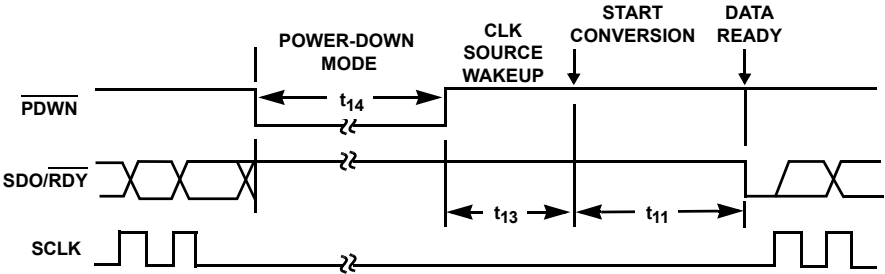 POWER-DOWN
MODE
CLK
SOURCE
WAKEUP
START
CONVERSION
DATA
READY
PDWN
t14
SDO/RDY
t13
t11
SCLK